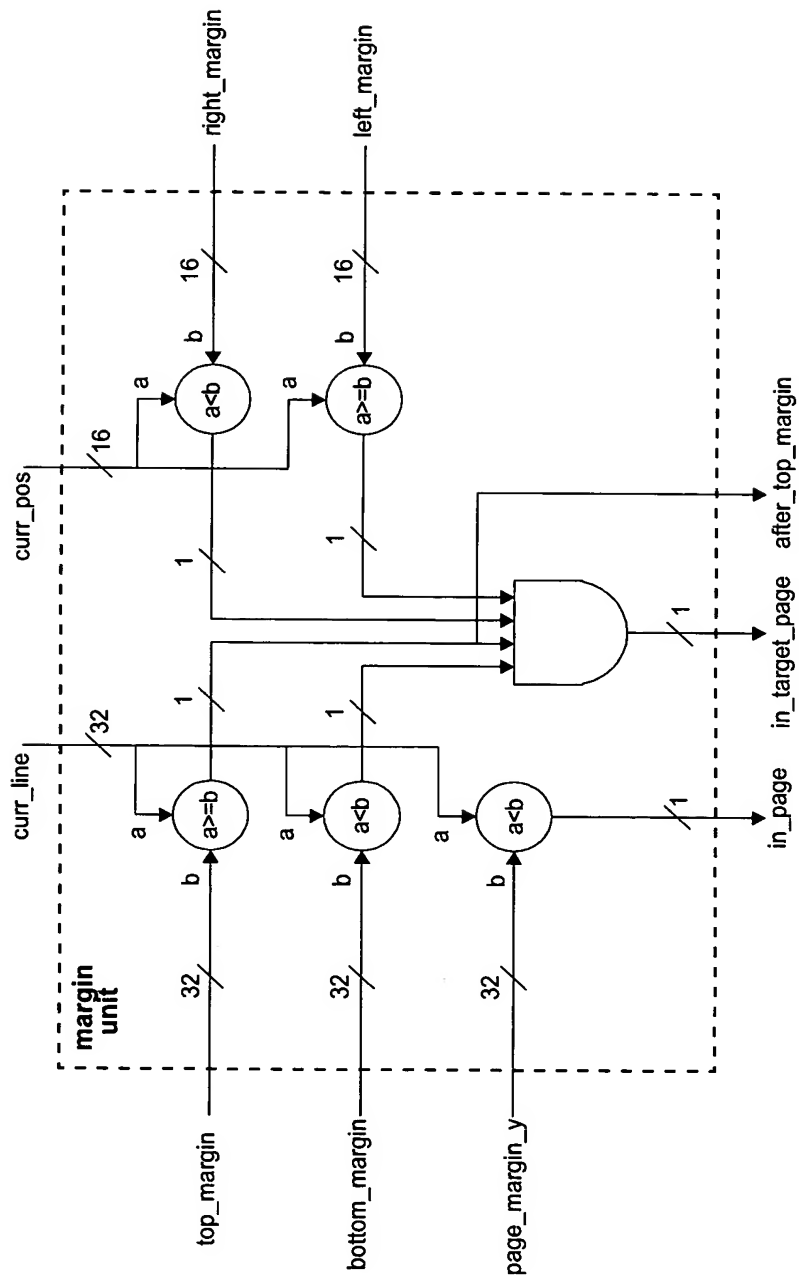 margin
unit
curr_line
curr_pos
32
16
top_margin
32
b
a
a>=b
1
1
a
a<b
b
16
right_margin
bottom_margin
32
b
a
a<b
1
1
a
a>=b
b
16
left_margin
page_margin_y
32
b
a
a<b
1
1
in_page
in_target_page
after_top_margin